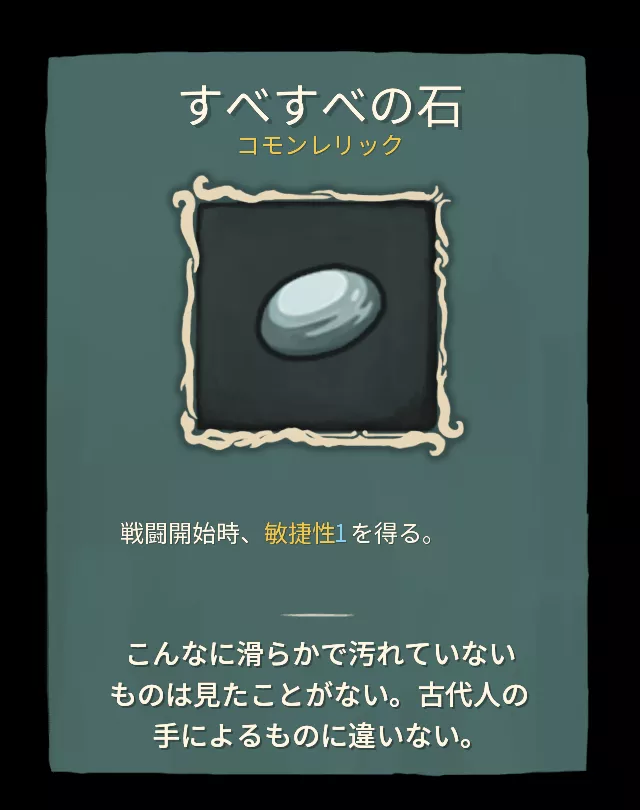 すべすべの石
コモンレリック
戦闘開始時、敏捷性1を得る。
こんなに滑らかで汚れていない
ものは見たことがない。古代人の
手によるものに違いない。